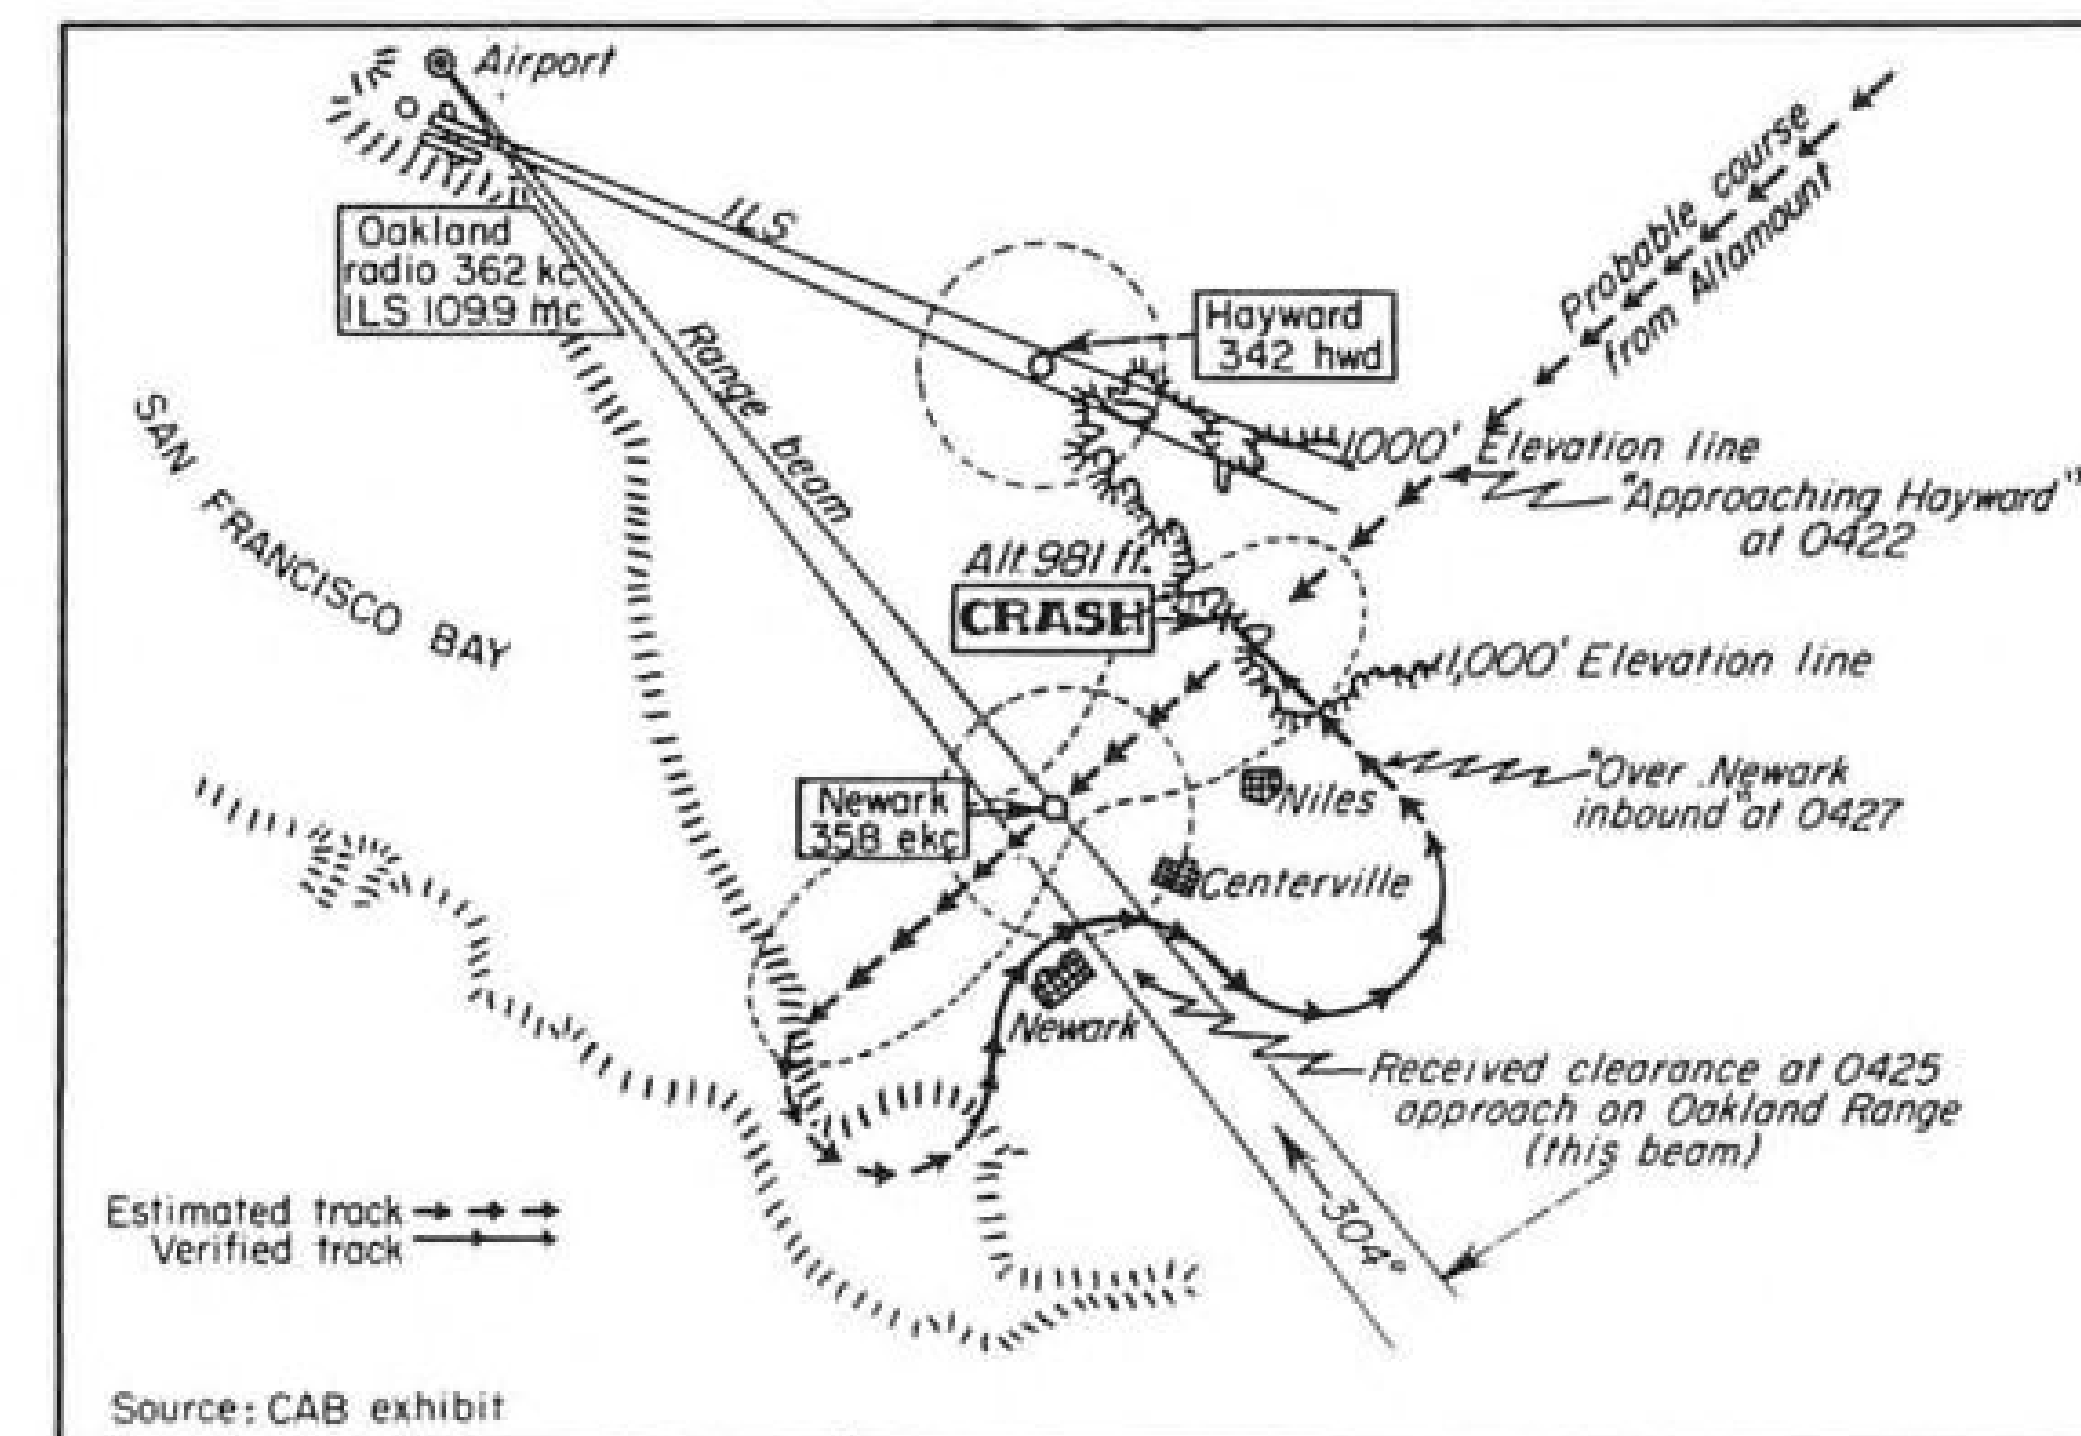 Airport
Oakland
radio 362 kc
ILS 109.9 mc
ILS
Range beam
Hayward
342 hwd
Probable course
from Altamount
1000' Elevation line
"Approaching Hayward"
at 0422
SAN FRANCISCO BAY
Alt. 981 ft.
CRASH
1,000' Elevation line
"Over Newark
inbound" at 0427
Newark
358 ekc
Niles
Centerville
Newark
Received clearance at 0425
approach on Oakland Range
(this beam)
304°
Estimated track
Verified track
Source: CAB exhibit